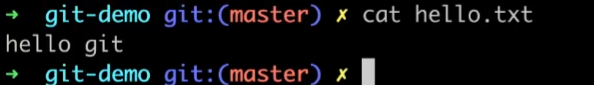 ➜ git-demo git:(master) ✗ cat hello.txt
hello git
➜ git-demo git:(master) ✗